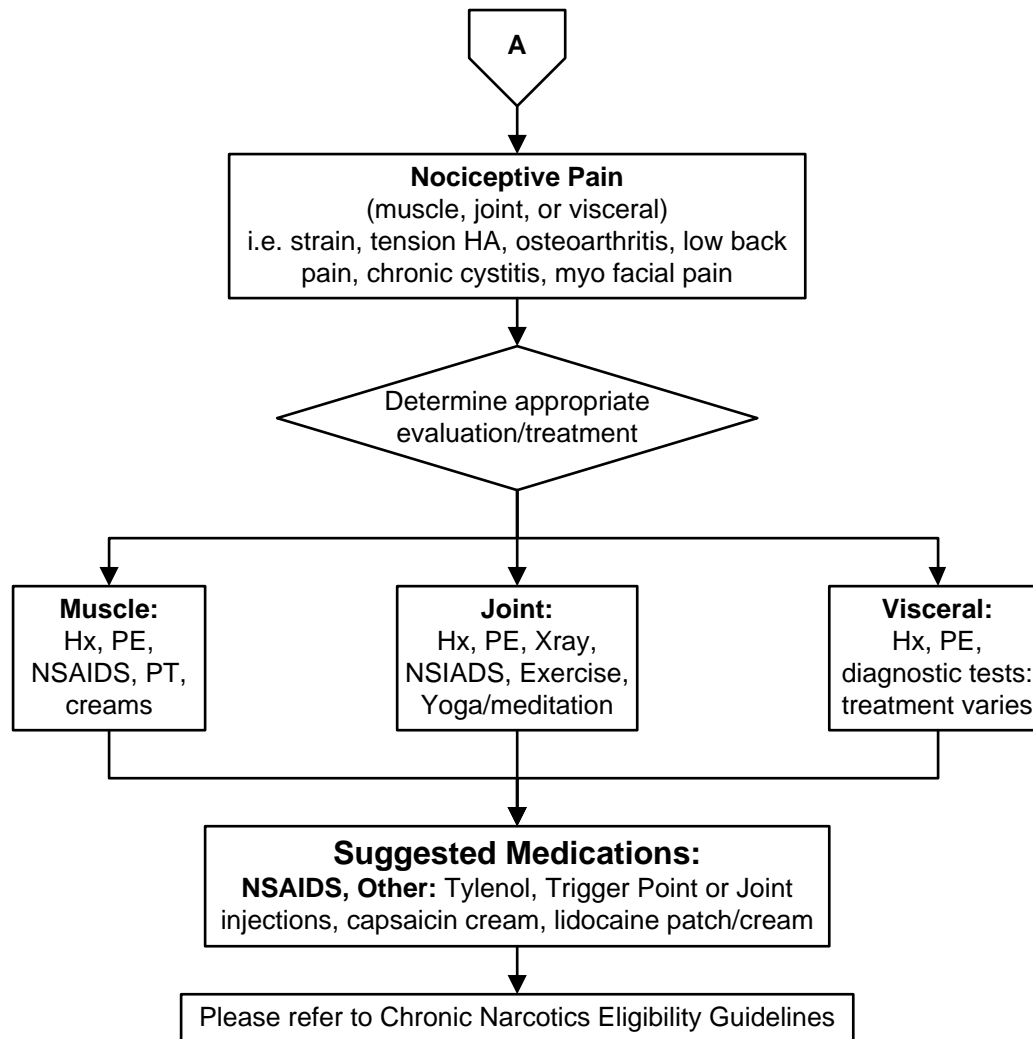 A
Nociceptive Pain
(muscle, joint, or visceral)
i.e. strain, tension HA, osteoarthritis, low back
pain, chronic cystitis, myo facial pain
Determine appropriate
evaluation/treatment
Muscle:
Hx, PE,
NSAIDS, PT,
creams
Joint:
Hx, PE, Xray,
NSIADS, Exercise,
Yoga/meditation
Visceral:
Hx, PE,
diagnostic tests:
treatment varies
Suggested Medications:
NSAIDS, Other: Tylenol, Trigger Point or Joint
injections, capsaicin cream, lidocaine patch/cream
Please refer to Chronic Narcotics Eligibility Guidelines